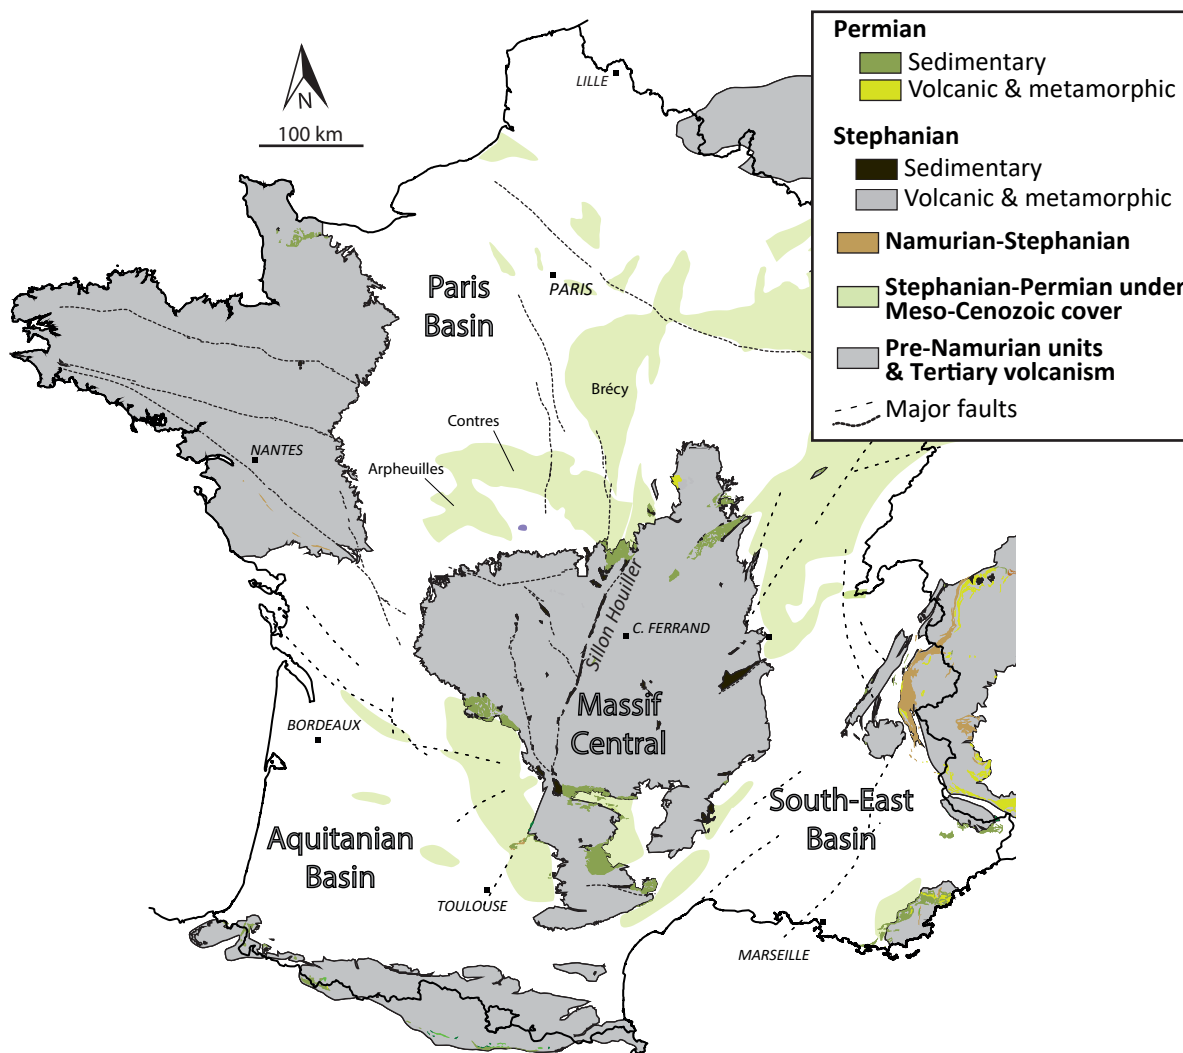 LILLE
N
100 km
Permian
Sedimentary
Volcanic & metamorphic
Stephanian
Sedimentary
Volcanic & metamorphic
Namurian-Stephanian
Stephanian-Permian under
Meso-Cenozoic cover
Pre-Namurian units
& Tertiary volcanism
Major faults
Paris
Basin
PARIS
Brécy
Contres
Arpheuilles
NANTES
Sillon Houiller
C. FERRAND
Massif
Central
BORDEAUX
South-East
Basin
Aquitanian
Basin
TOULOUSE
MARSEILLE